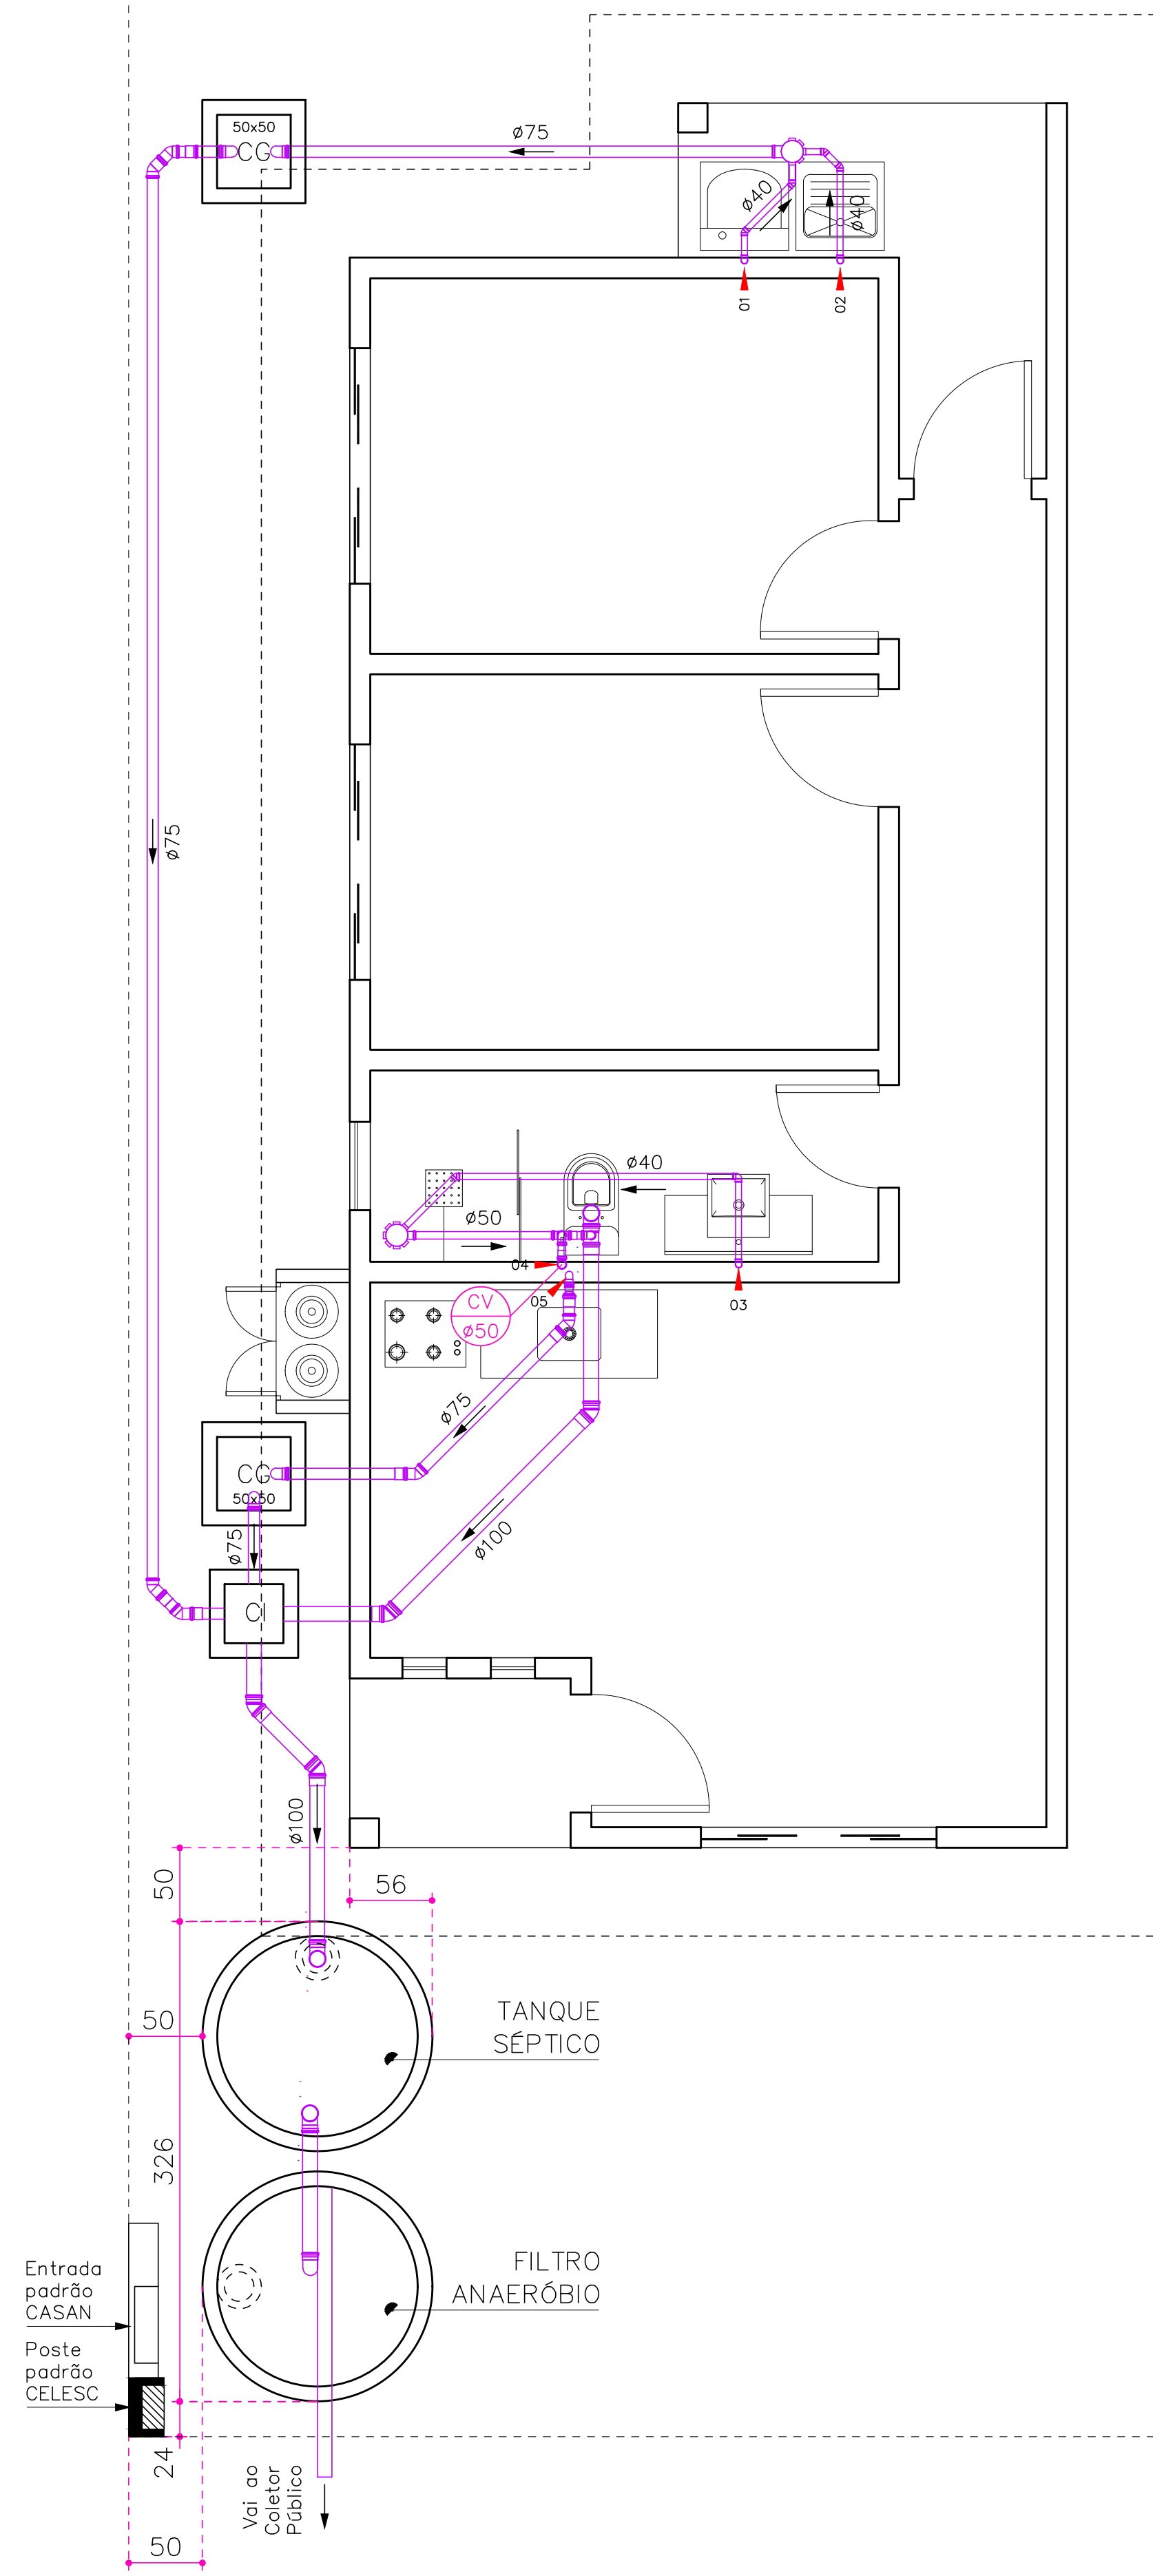 50x50
CG
ø75
ø40
ø40
01
02
ø75
ø40
ø50
04
05
03
CV
ø50
ø75
CG
50x50
ø75
ø100
CI
ø100
50
56
50
TANQUE
SÉPTICO
326
FILTRO
ANAERÓBIO
Entrada
padrão
CASAN
Poste
padrão
CELESC
24
Vai ao
Coletor
Público
50